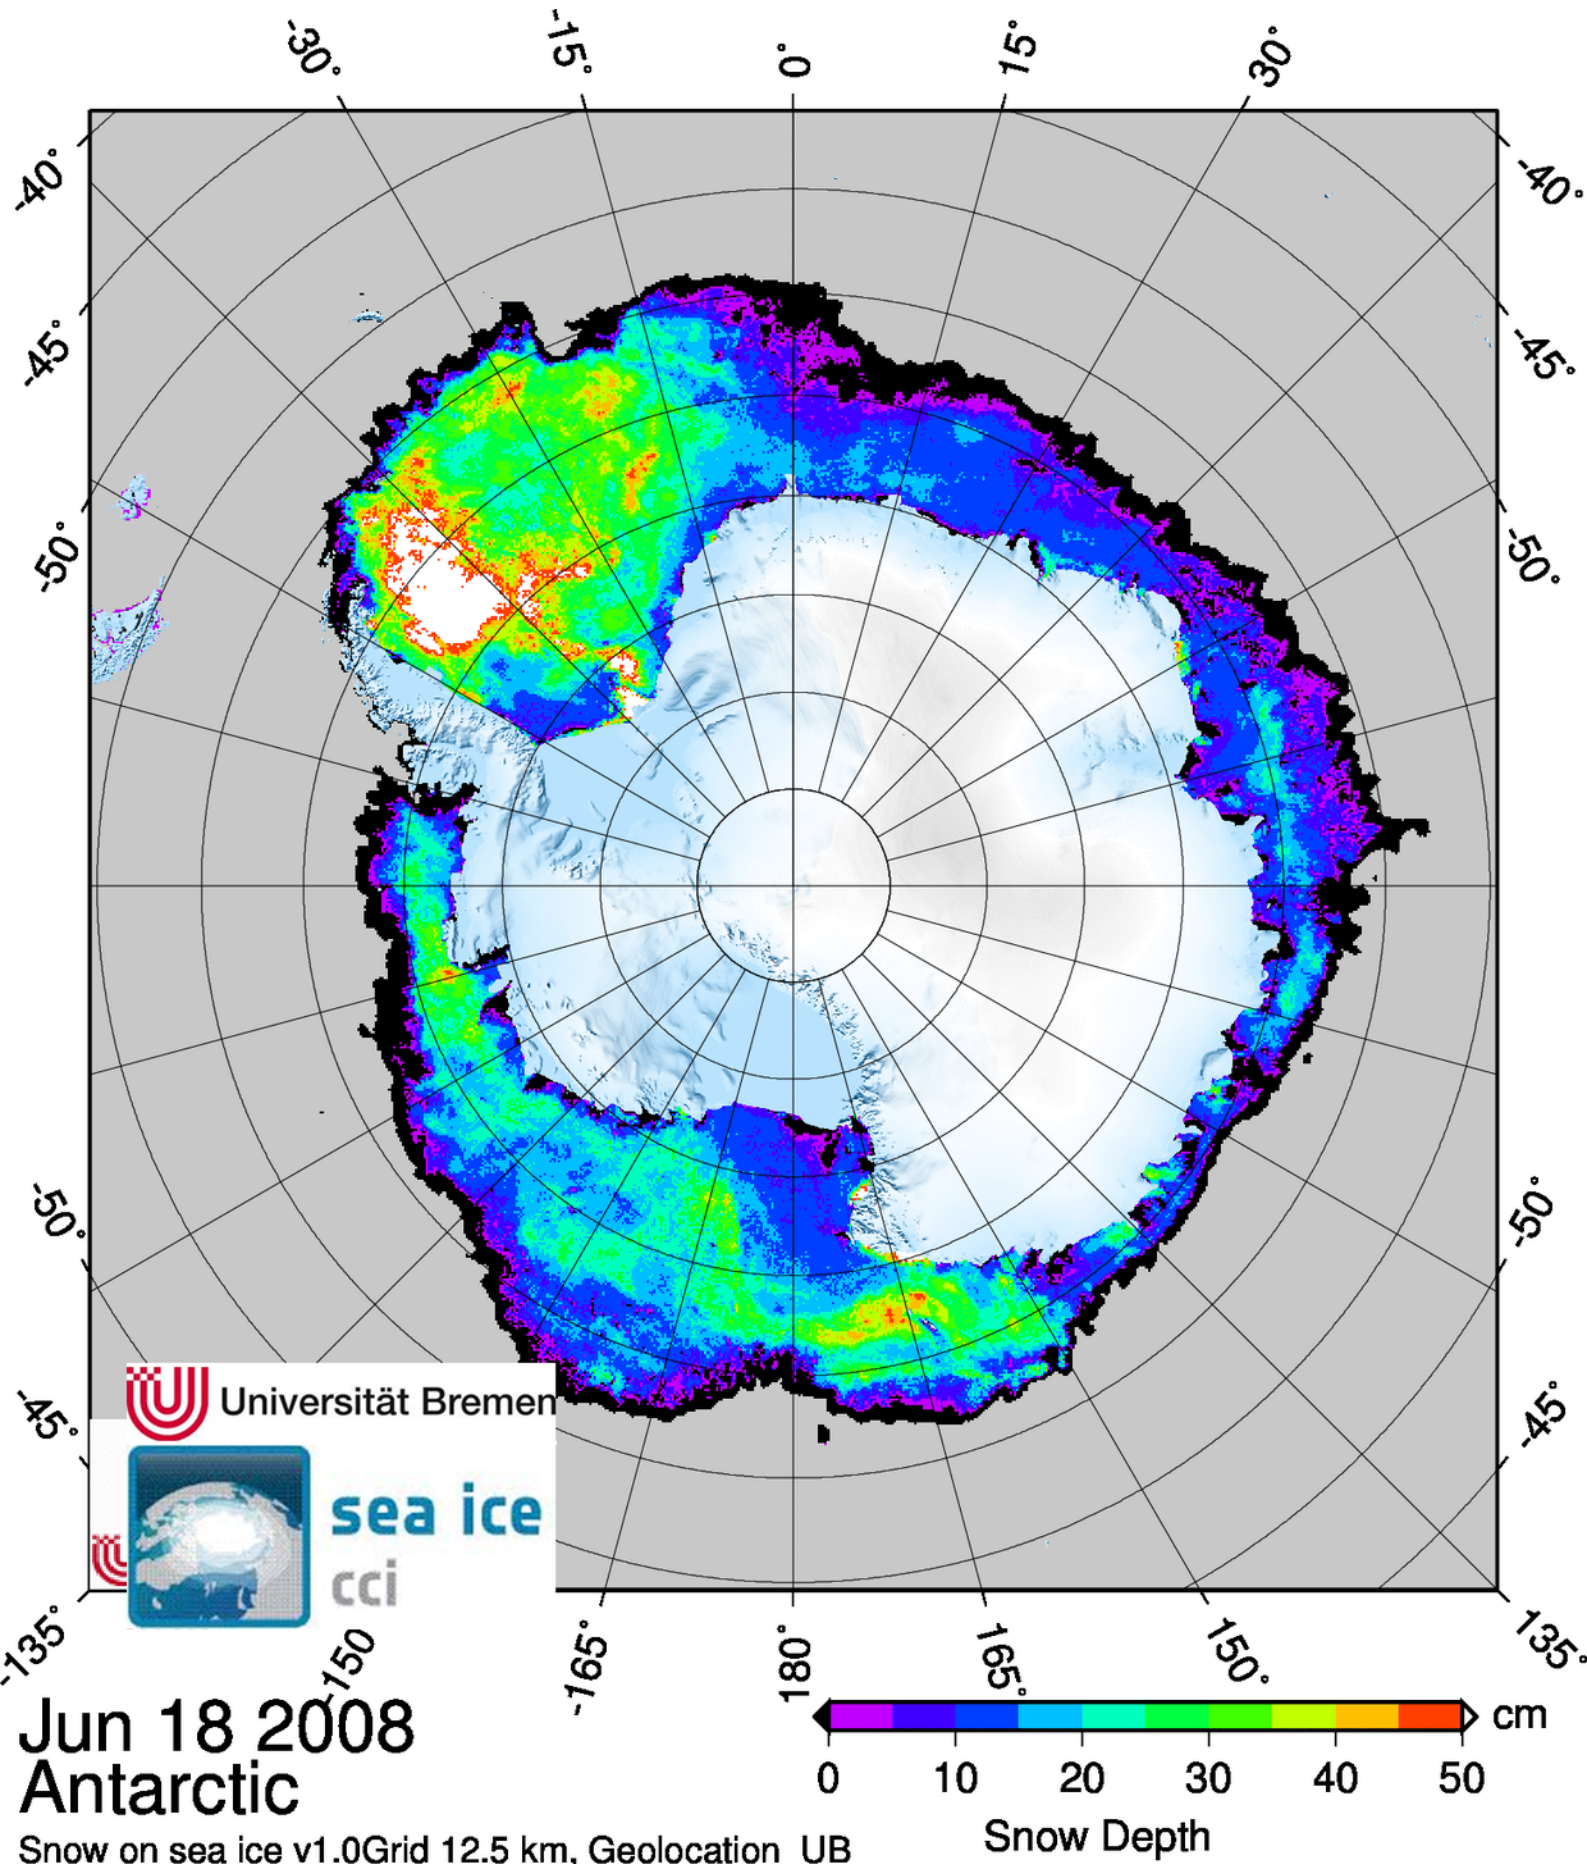 -30°
-15°
0°
15°
30°
-40°
-40°
-45°
-45°
-50°
-50°
-50°
-50°
-45°
-45°
Universität Bremen
sea ice
cci
-135°
-150
-165°
180°
165°
150°
135°
Jun 18 2008
Antarctic
Snow on sea ice v1.0Grid 12.5 km, Geolocation UB
cm
0 10 20 30 40 50
Snow Depth